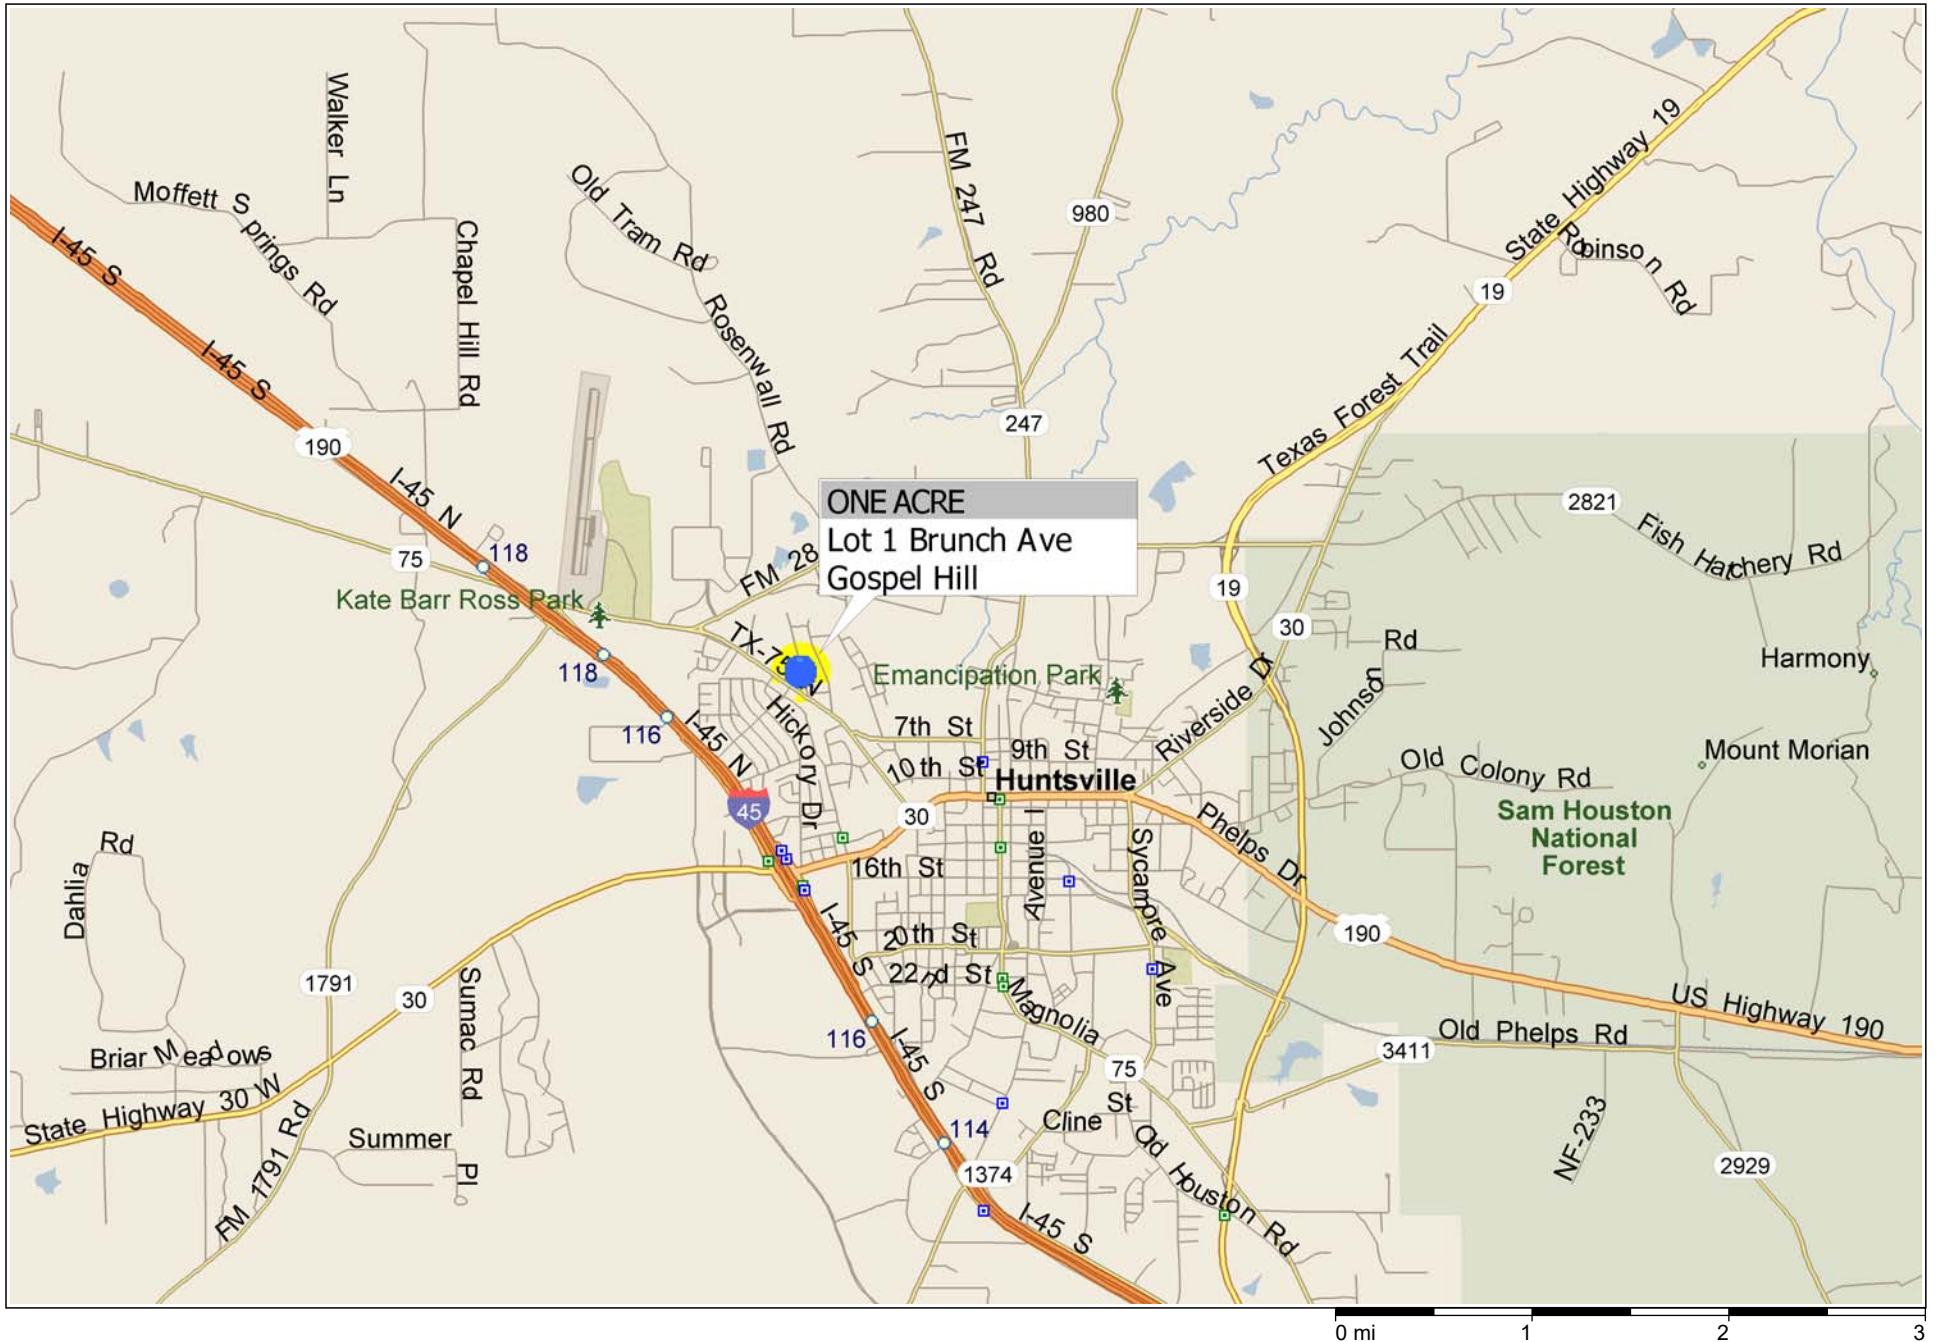 Walker Ln
Moffett Springs Rd
Chapel Hill Rd
Old Tram Rd
Rosenwall Rd
FM 247 Rd
980
State Highway 19
Robinson Rd
19
I-45 S
I-45 S
190
I-45 N
247
Texas Forest Trail
2821
Fish Hatchery Rd
75
118
Kate Barr Ross Park
FM 28
ONE ACRE
Lot 1 Brunch Ave
Gospel Hill
19
30
Rd
Harmony
TX-75 N
118
Emancipation Park
Riverside Dr
Johnson
116
I-45 N
Hickory Dr
7th St
9th St
10th St
Huntsville
Old Colony Rd
Mount Morian
Sam Houston
National
Forest
45
30
Phelps Dr
Dahlia Rd
16th St
Avenue I
Sycamore Ave
I-45 S
20th St
22nd St
190
US Highway 190
1791
30
Sumac Rd
116
I-45 S
Magnolia
75
3411
Old Phelps Rd
Briar Meadows
State Highway 30 W
FM 1791 Rd
Summer Pl
114
Cline St
Old Houston Rd
1374
I-45 S
NF-233
2929
0 mi 1 2 3